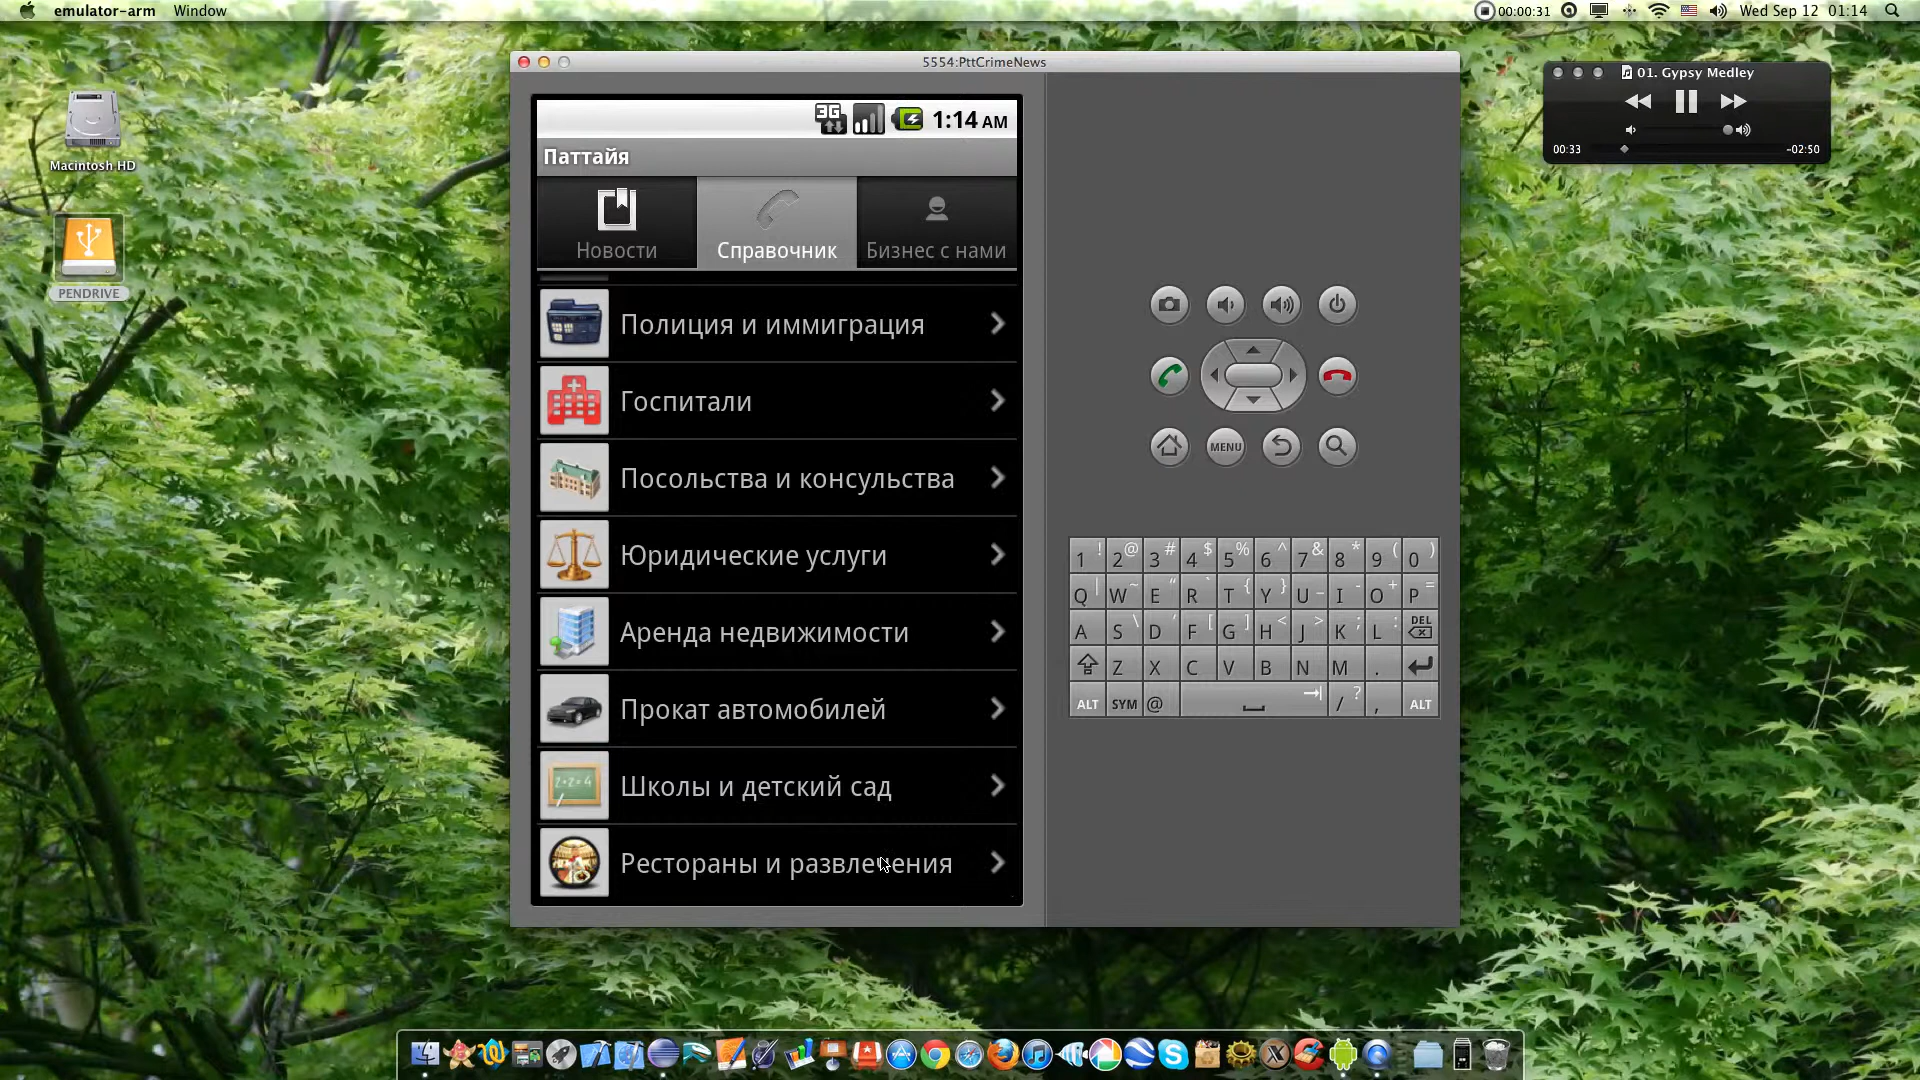 emulator-arm Window
00:00:31 Wed Sep 12 01:14
5554:PttCrimeNews
01. Gypsy Medley
00:33 -02:50
Macintosh HD
PENDRIVE
3G 1:14 AM
Паттайя
Новости Справочник Бизнес с нами
Полиция и иммиграция
Госпитали
Посольства и консульства
Юридические услуги
Аренда недвижимости
Прокат автомобилей
Школы и детский сад
Рестораны и развлечения
MENU
1 ! 2 @ 3 # 4 $ 5 % 6 ^ 7 & 8 * 9 ( 0 )
Q | W ~ E " R ` T { Y } U _ I - O + P =
A S \ D ' F [ G ] H < J > K ; L : DEL
Z X C V B N M .
ALT SYM @ / ? , ALT